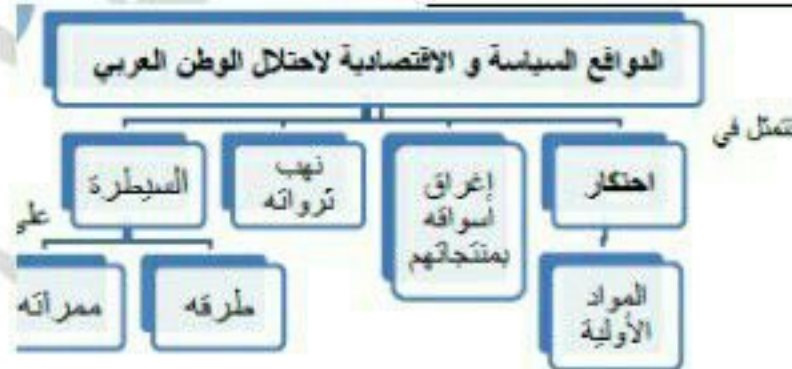 الدوافع السياسة و الاقتصادية لاحتلال الوطن العربي
تتمثل في
احتكار
إغراق
اسواقه
بمنتجاتهم
نهب
ثرواته
السيطرة
على
المواد
الأولية
طرقه
ممراته